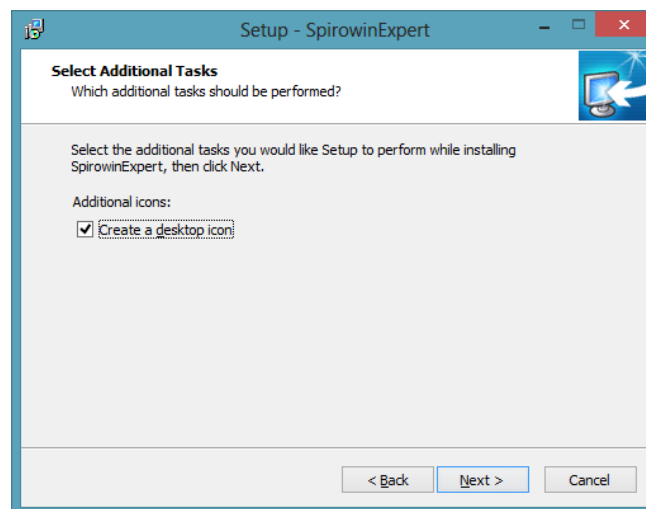 Setup - SpirowinExpert
Select Additional Tasks
Which additional tasks should be performed?
Select the additional tasks you would like Setup to perform while installing
SpirowinExpert, then click Next.
Additional icons:
Create a desktop icon
< Back
Next >
Cancel